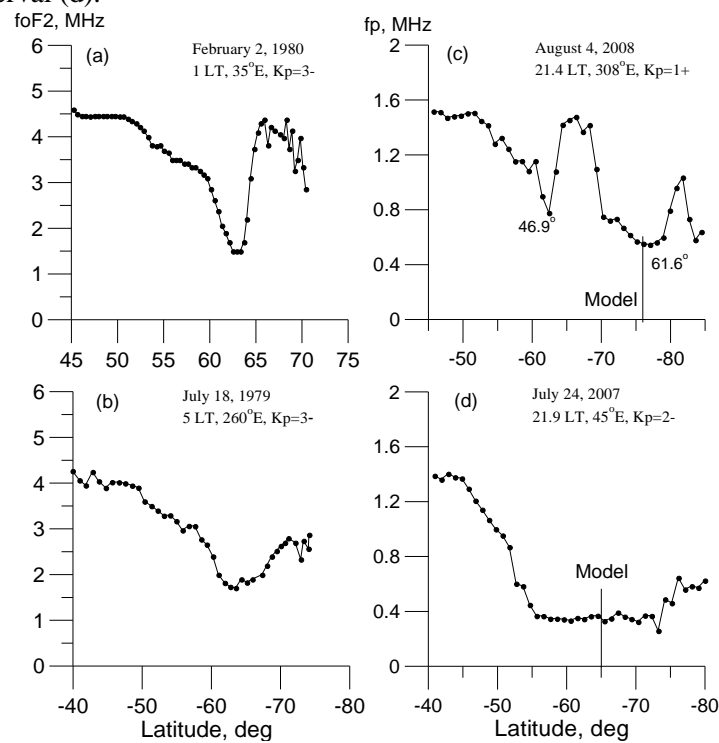 foF2, MHz
(a)
February 2, 1980
1 LT, 35°E, Kp=3-
6
5
4
3
2
1
0
45 50 55 60 65 70 75
fp, MHz
(c)
August 4, 2008
21.4 LT, 308°E, Kp=1+
2
1.6
1.2
0.8
0.4
0
46.9°
61.6°
Model
-50 -60 -70 -80
(b)
July 18, 1979
5 LT, 260°E, Kp=3-
6
5
4
3
2
1
0
-40 -50 -60 -70 -80
Latitude, deg
(d)
July 24, 2007
21.9 LT, 45°E, Kp=2-
2
1.6
1.2
0.8
0.4
0
Model
-40 -50 -60 -70 -80
Latitude, deg